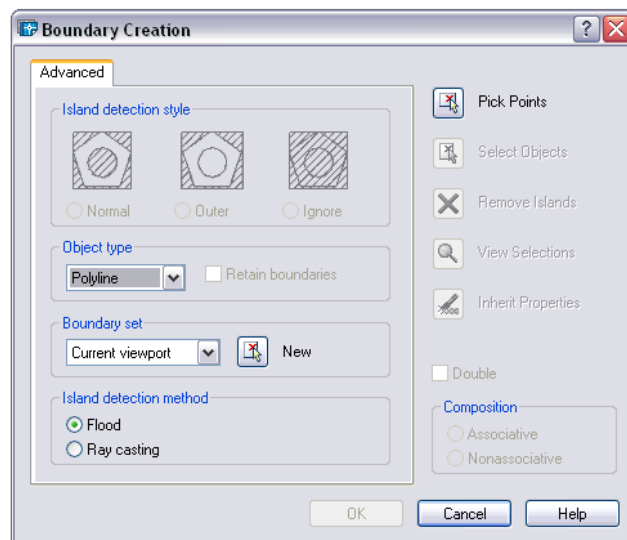 Boundary Creation
Advanced
Island detection style
Normal
Outer
Ignore
Object type
Polyline
Retain boundaries
Boundary set
Current viewport
New
Island detection method
Flood
Ray casting
Pick Points
Select Objects
Remove Islands
View Selections
Inherit Properties
Double
Composition
Associative
Nonassociative
OK
Cancel
Help